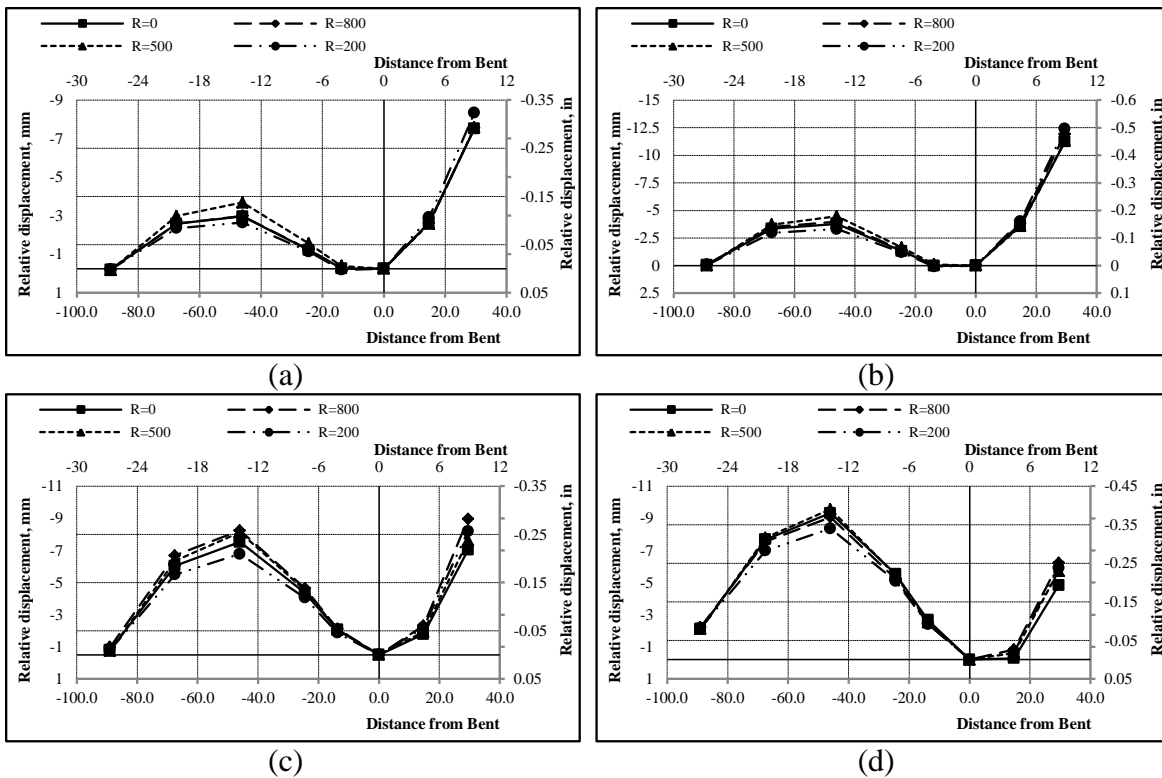 R=0 R=800
R=500 R=200
Distance from Bent
-30 -24 -18 -12 -6 0 6 12
-9 -7 -5 -3 -1 1
Relative displacement, mm
-0.35 -0.25 -0.15 -0.05 0.05
Relative displacement, in
-100.0 -80.0 -60.0 -40.0 -20.0 0.0 20.0 40.0
Distance from Bent
(a)
R=0 R=800
R=500 R=200
Distance from Bent
-30 -24 -18 -12 -6 0 6 12
-15 -12.5 -10 -7.5 -5 -2.5 0 2.5
Relative displacement, mm
-0.6 -0.5 -0.4 -0.3 -0.2 -0.1 0 0.1
Relative displacement, in
-100.0 -80.0 -60.0 -40.0 -20.0 0.0 20.0 40.0
Distance from Bent
(b)
R=0 R=800
R=500 R=200
Distance from Bent
-30 -24 -18 -12 -6 0 6 12
-11 -9 -7 -5 -3 -1 1
Relative displacement, mm
-0.35 -0.25 -0.15 -0.05 0.05
Relative displacement, in
-100.0 -80.0 -60.0 -40.0 -20.0 0.0 20.0 40.0
Distance from Bent
(c)
R=0 R=800
R=500 R=200
Distance from Bent
-30 -24 -18 -12 -6 0 6 12
-11 -9 -7 -5 -3 -1 1
Relative displacement, mm
-0.45 -0.35 -0.25 -0.15 -0.05 0.05
Relative displacement, in
-100.0 -80.0 -60.0 -40.0 -20.0 0.0 20.0 40.0
Distance from Bent
(d)